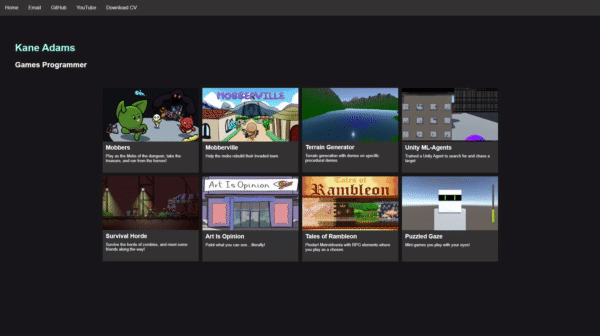 Home Email GitHub YouTube Download CV
Kane Adams
Games Programmer
MOBBERVILLE
Art Is Opinion
Tales of
Rambleon
Mobbers
Play as the Mobs of the dungeon, take the
treasure, and run from the heroes!
Mobberville
Help the mobs rebuild their invaded town
Terrain Generator
Terrain generation with demos on specific
procedural demos
Unity ML-Agents
Trained a Unity Agent to search for and chase a
target
Survival Horde
Survive the horde of zombies, and meet some
friends along the way!
Art Is Opinion
Paint what you can see... literally!
Tales of Rambleon
Pixelart Metroidvania with RPG elements where
you play as a cheese.
Puzzled Gaze
Mini games you play with your eyes!